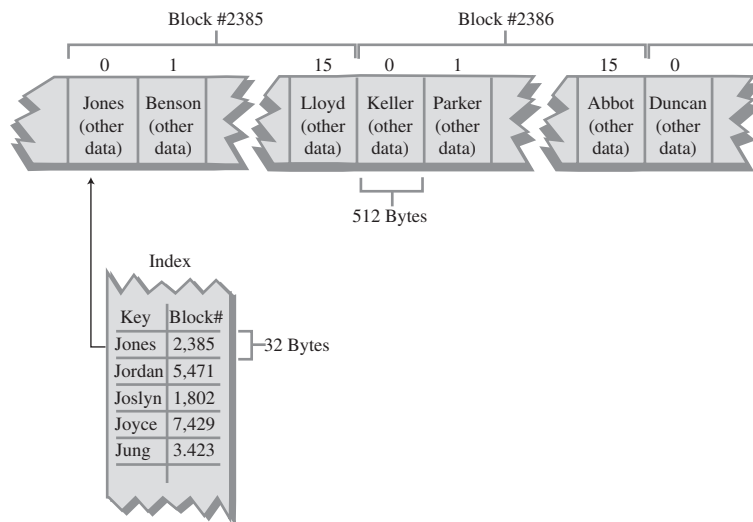 Block #2385 Block #2386
0 1 15 0 1 15 0
Jones Benson Lloyd Keller Parker Abbot Duncan
(other (other (other (other (other (other (other
data) data) data) data) data) data) data)
512 Bytes
Index
Key Block#
Jones 2,385
32 Bytes
Jordan 5,471
Joslyn 1,802
Joyce 7,429
Jung 3.423